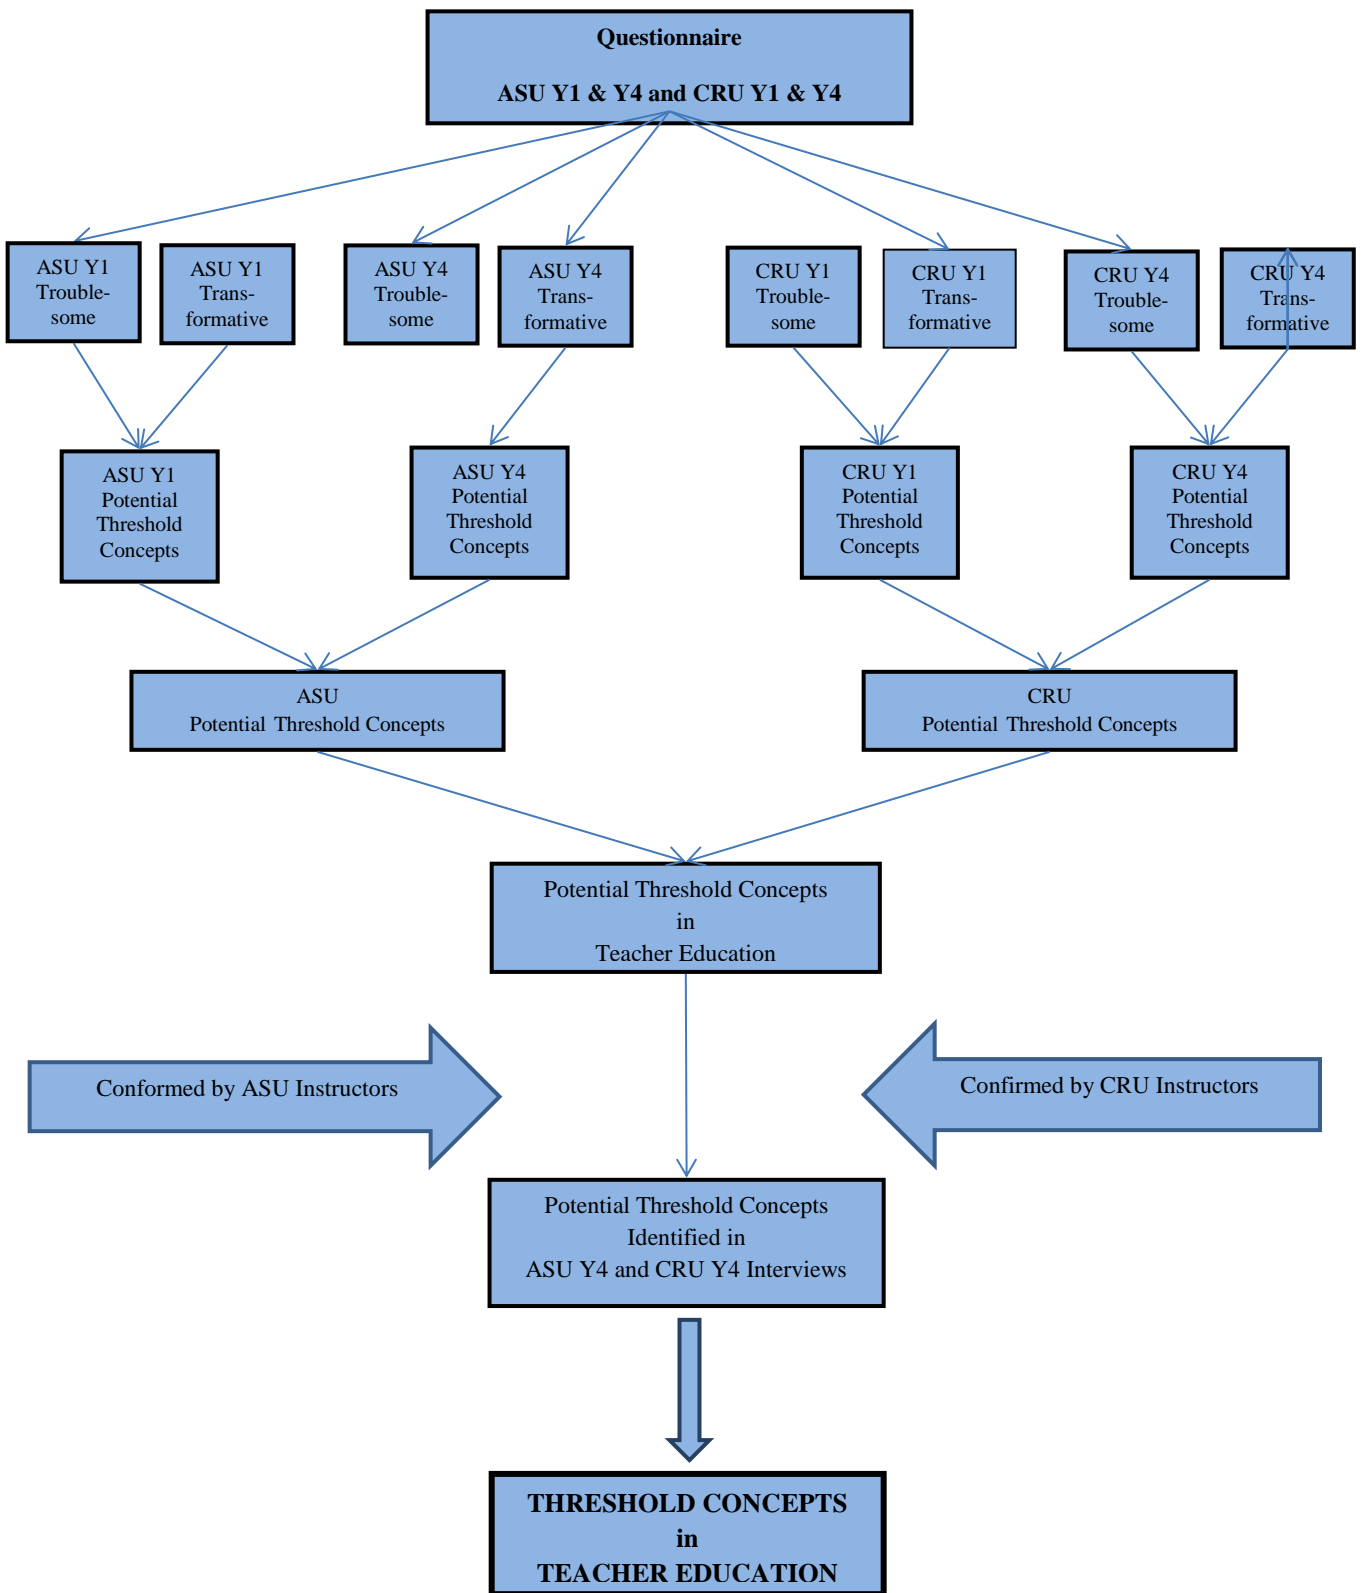 Questionnaire
ASU Y1 & Y4 and CRU Y1 & Y4
ASU Y1
Trouble-
some
ASU Y1
Trans-
formative
ASU Y4
Trouble-
some
ASU Y4
Trans-
formative
CRU Y1
Trouble-
some
CRU Y1
Trans-
formative
CRU Y4
Trouble-
some
CRU Y4
Trans-
formative
ASU Y1
Potential
Threshold
Concepts
ASU Y4
Potential
Threshold
Concepts
CRU Y1
Potential
Threshold
Concepts
CRU Y4
Potential
Threshold
Concepts
ASU
Potential Threshold Concepts
CRU
Potential Threshold Concepts
Potential Threshold Concepts
in
Teacher Education
Conformed by ASU Instructors
Confirmed by CRU Instructors
Potential Threshold Concepts
Identified in
ASU Y4 and CRU Y4 Interviews
THRESHOLD CONCEPTS
in
TEACHER EDUCATION